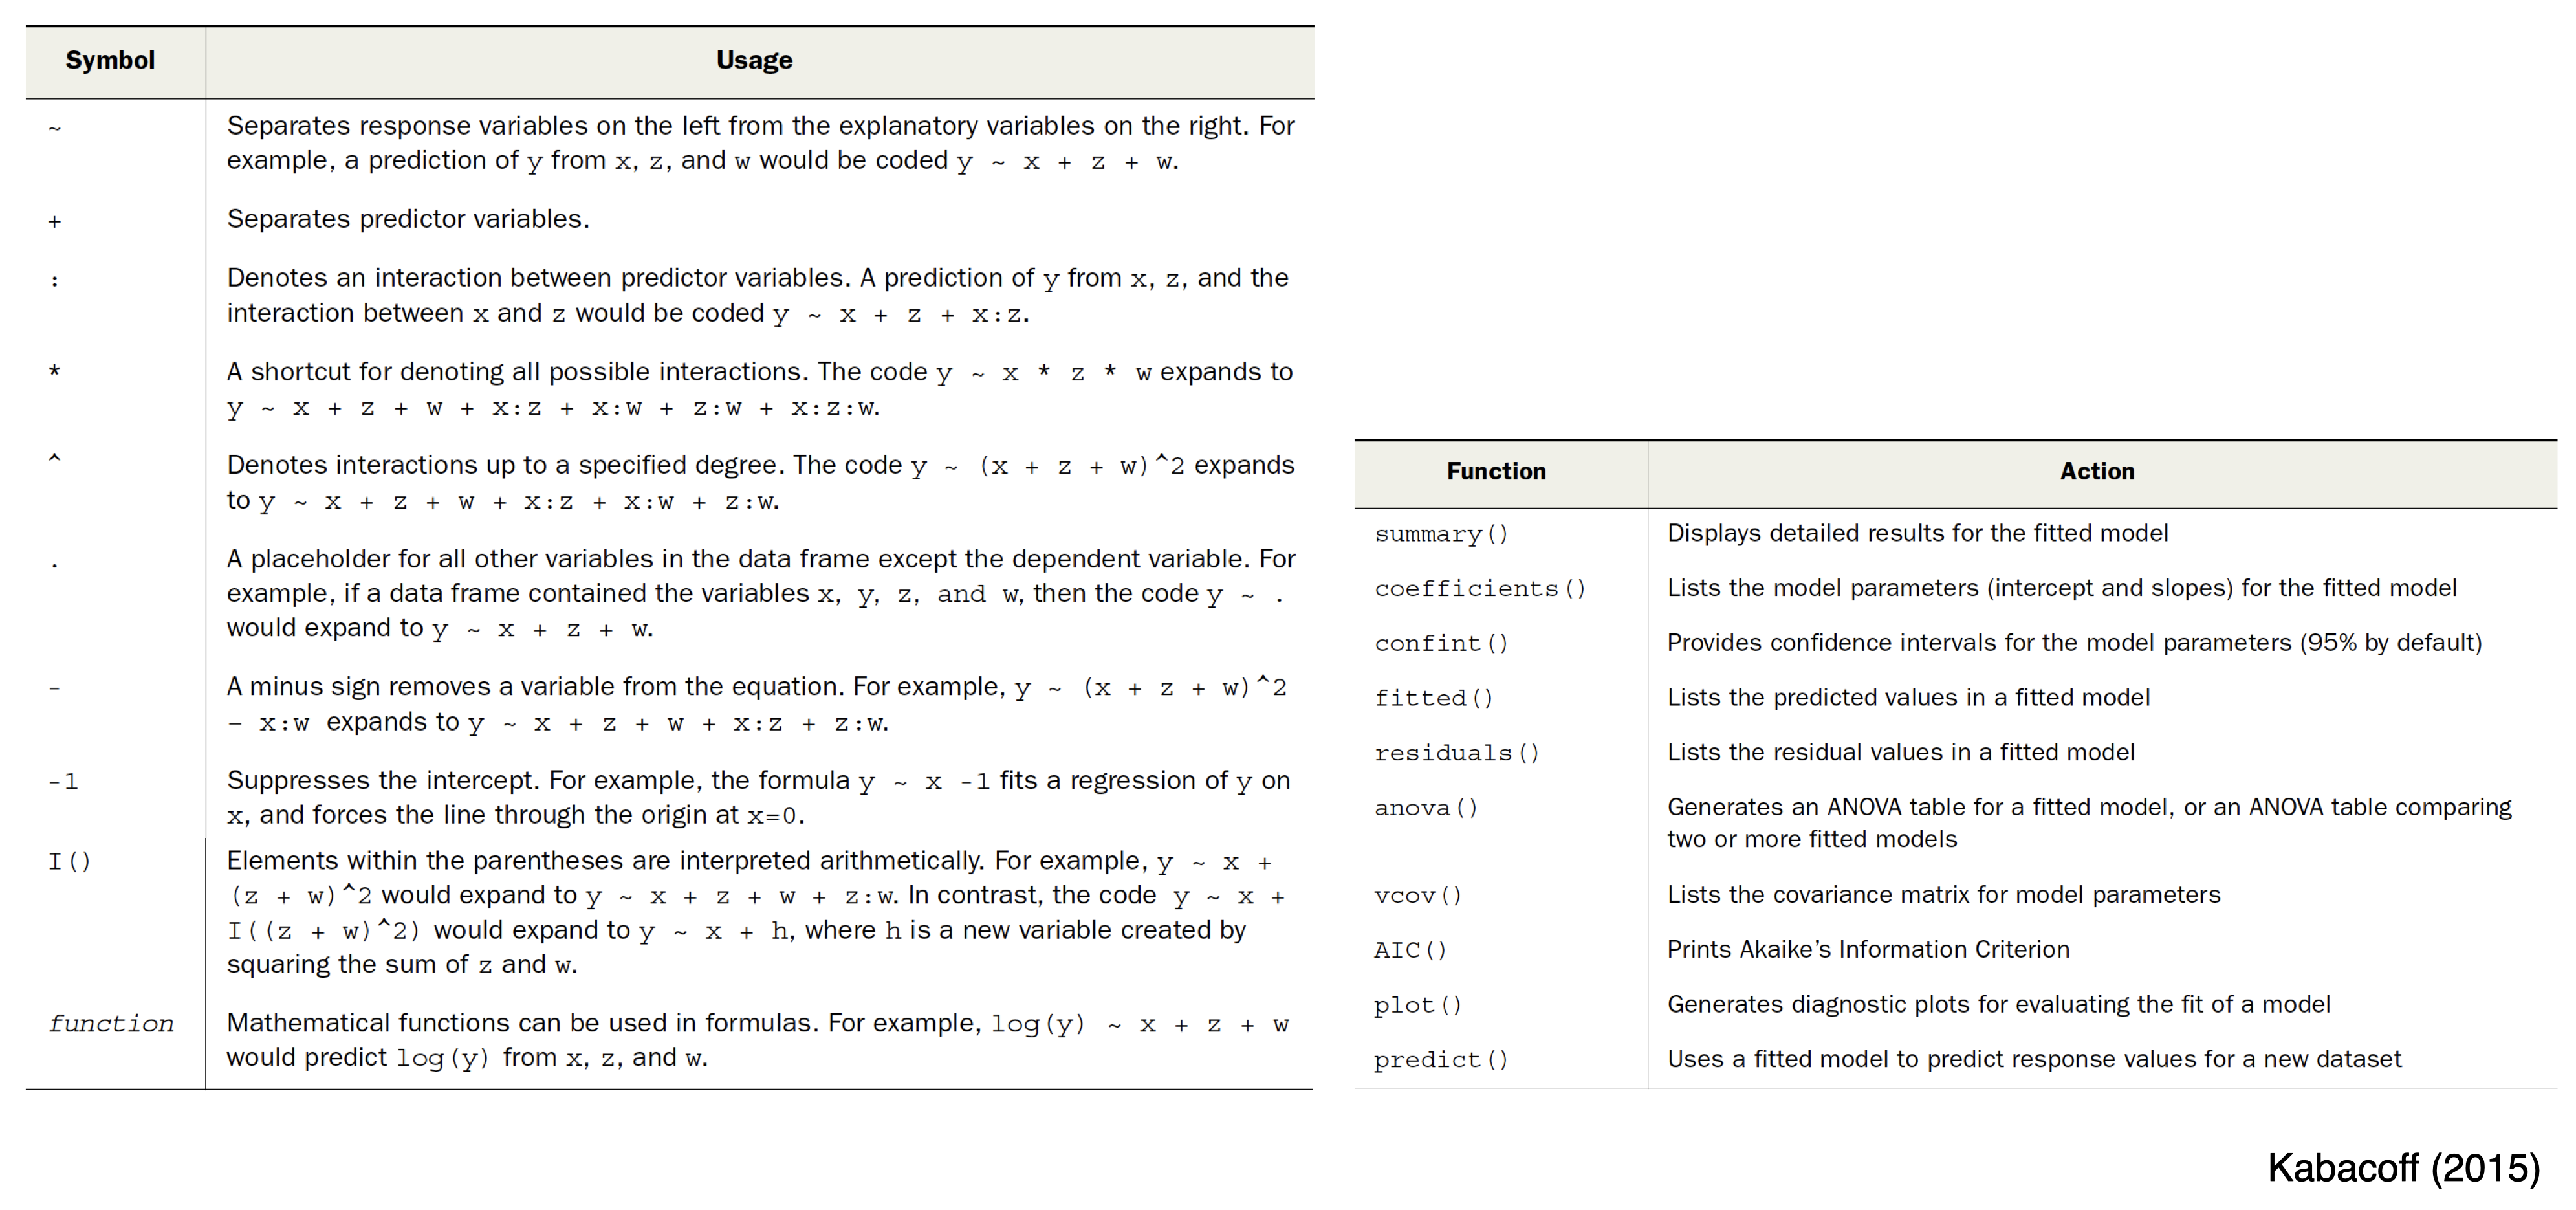 Symbol Usage
~ Separates response variables on the left from the explanatory variables on the right. For
example, a prediction of y from x, z, and w would be coded y ~ x + z + w.
+ Separates predictor variables.
: Denotes an interaction between predictor variables. A prediction of y from x, z, and the
interaction between x and z would be coded y ~ x + z + x:z.
* A shortcut for denoting all possible interactions. The code y ~ x * z * w expands to
y ~ x + z + w + x:z + x:w + z:w + x:z:w.
^ Denotes interactions up to a specified degree. The code y ~ (x + z + w)^2 expands
to y ~ x + z + w + x:z + x:w + z:w.
. A placeholder for all other variables in the data frame except the dependent variable. For
example, if a data frame contained the variables x, y, z, and w, then the code y ~ .
would expand to y ~ x + z + w.
- A minus sign removes a variable from the equation. For example, y ~ (x + z + w)^2
– x:w expands to y ~ x + z + w + x:z + z:w.
-1 Suppresses the intercept. For example, the formula y ~ x -1 fits a regression of y on
x, and forces the line through the origin at x=0.
I() Elements within the parentheses are interpreted arithmetically. For example, y ~ x +
(z + w)^2 would expand to y ~ x + z + w + z:w. In contrast, the code y ~ x +
I((z + w)^2) would expand to y ~ x + h, where h is a new variable created by
squaring the sum of z and w.
function Mathematical functions can be used in formulas. For example, log(y) ~ x + z + w
would predict log(y) from x, z, and w.
Function Action
summary() Displays detailed results for the fitted model
coefficients() Lists the model parameters (intercept and slopes) for the fitted model
confint() Provides confidence intervals for the model parameters (95% by default)
fitted() Lists the predicted values in a fitted model
residuals() Lists the residual values in a fitted model
anova() Generates an ANOVA table for a fitted model, or an ANOVA table comparing
two or more fitted models
vcov() Lists the covariance matrix for model parameters
AIC() Prints Akaike’s Information Criterion
plot() Generates diagnostic plots for evaluating the fit of a model
predict() Uses a fitted model to predict response values for a new dataset
Kabacoff (2015)